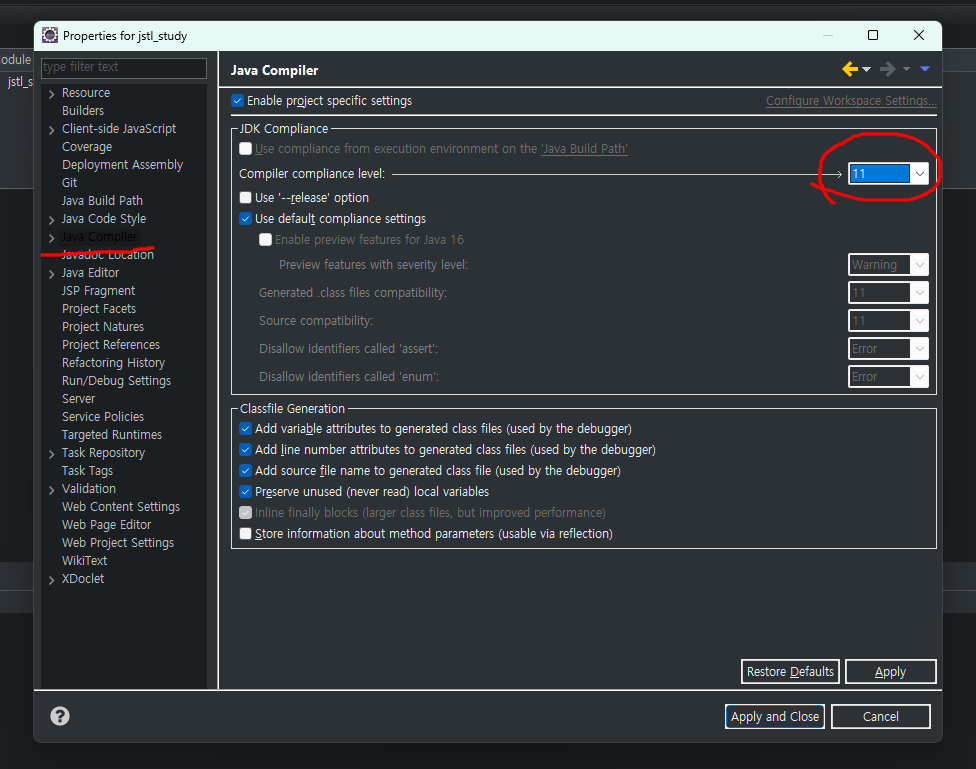 Properties for jstl_study
odule
jstl_s
type filter text
Resource
Builders
Client-side JavaScript
Coverage
Deployment Assembly
Git
Java Build Path
Java Code Style
Java Compiler
Javadoc Location
Java Editor
JSP Fragment
Project Facets
Project Natures
Project References
Refactoring History
Run/Debug Settings
Server
Service Policies
Targeted Runtimes
Task Repository
Task Tags
Validation
Web Content Settings
Web Page Editor
Web Project Settings
WikiText
XDoclet
Java Compiler
Enable project specific settings
Configure Workspace Settings...
JDK Compliance
Use compliance from execution environment on the 'Java Build Path'
Compiler compliance level: 11
Use '--release' option
Use default compliance settings
Enable preview features for Java 16
Preview features with severity level: Warning
Generated .class files compatibility: 11
Source compatibility: 11
Disallow identifiers called 'assert': Error
Disallow identifiers called 'enum': Error
Classfile Generation
Add variable attributes to generated class files (used by the debugger)
Add line number attributes to generated class files (used by the debugger)
Add source file name to generated class file (used by the debugger)
Preserve unused (never read) local variables
Inline finally blocks (larger class files, but improved performance)
Store information about method parameters (usable via reflection)
Restore Defaults Apply
? Apply and Close Cancel